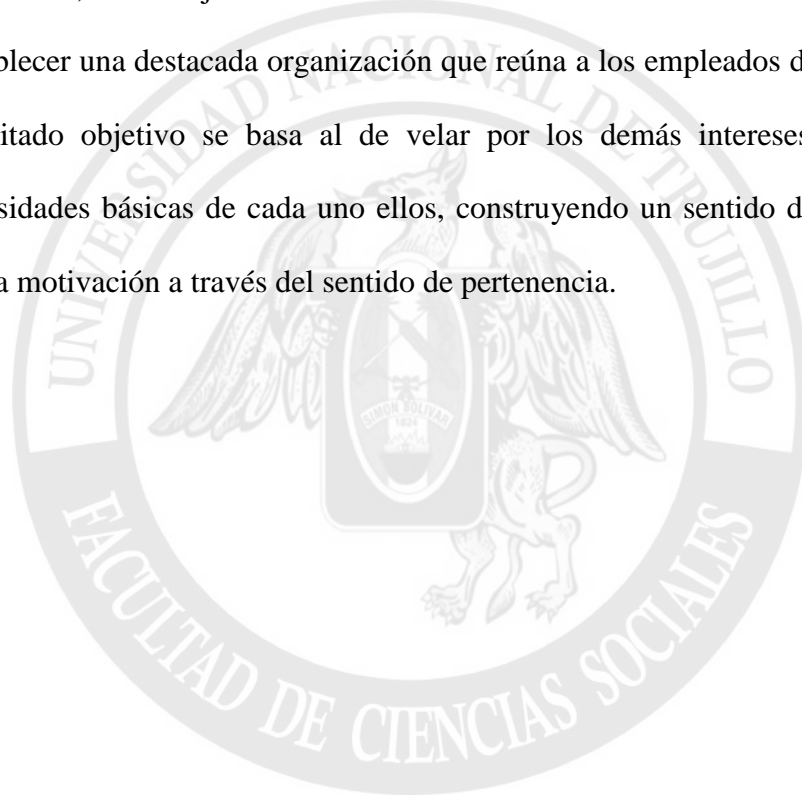 blecer una destacada organización que reúna a los empleados d
itado objetivo se basa al de velar por los demás intereses
sidades básicas de cada uno ellos, construyendo un sentido d
a motivación a través del sentido de pertenencia.
UNIVERSIDAD NACIONAL DE TRUJILLO
SIMON BOLIVAR
1824
FACULTAD DE CIENCIAS SOCIALES